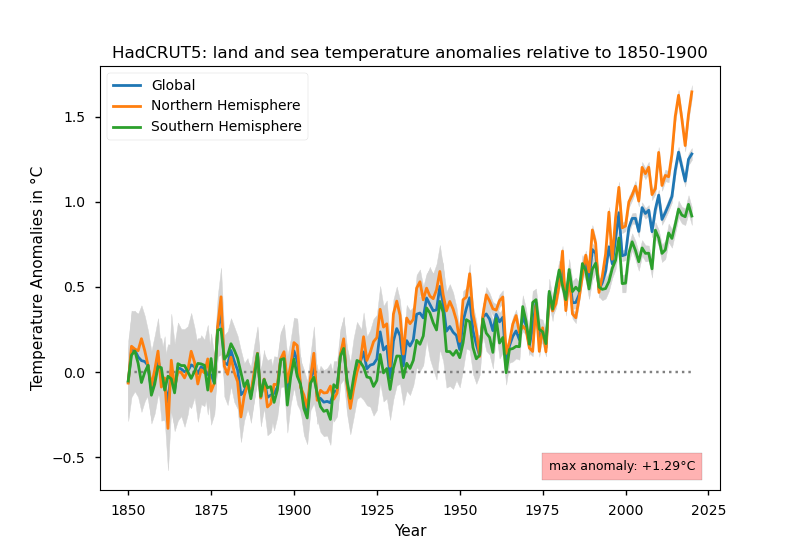 HadCRUT5: land and sea temperature anomalies relative to 1850-1900
Global
Northern Hemisphere
Southern Hemisphere
Temperature Anomalies in °C
1.5
1.0
0.5
0.0
−0.5
max anomaly: +1.29°C
1850 1875 1900 1925 1950 1975 2000 2025
Year